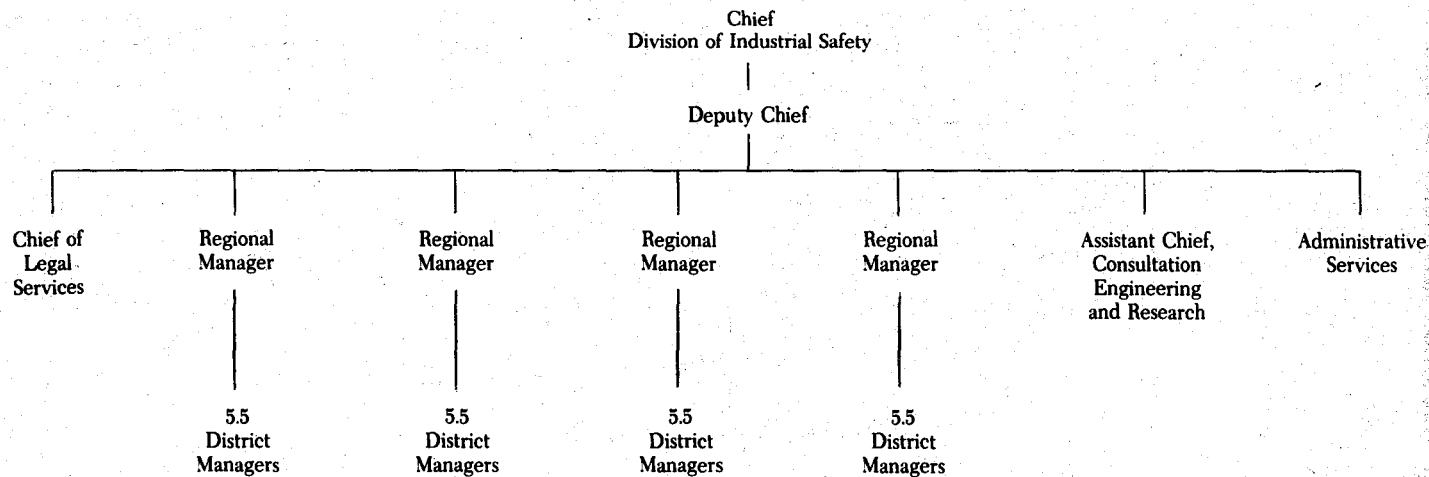 Chief
Division of Industrial Safety
Deputy Chief
Chief of
Legal
Services
Regional
Manager
Regional
Manager
Regional
Manager
Regional
Manager
Assistant Chief,
Consultation
Engineering
and Research
Administrative
Services
5.5
District
Managers
5.5
District
Managers
5.5
District
Managers
5.5
District
Managers